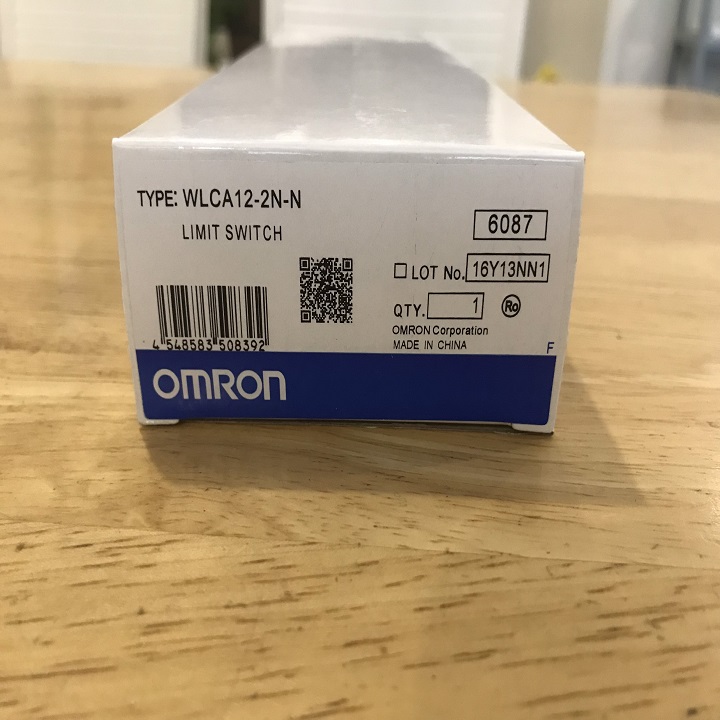 TYPE: WLCA12-2N-N
LIMIT SWITCH
6087
LOT No. 16Y13NN1
QTY. 1
Ro
OMRON Corporation
MADE IN CHINA
4 548583 508392
F
OMRON